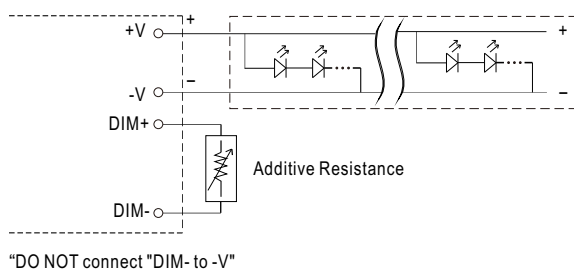 +V
+
+
-V
−
−
DIM+
Additive Resistance
DIM-
“DO NOT connect "DIM- to -V"